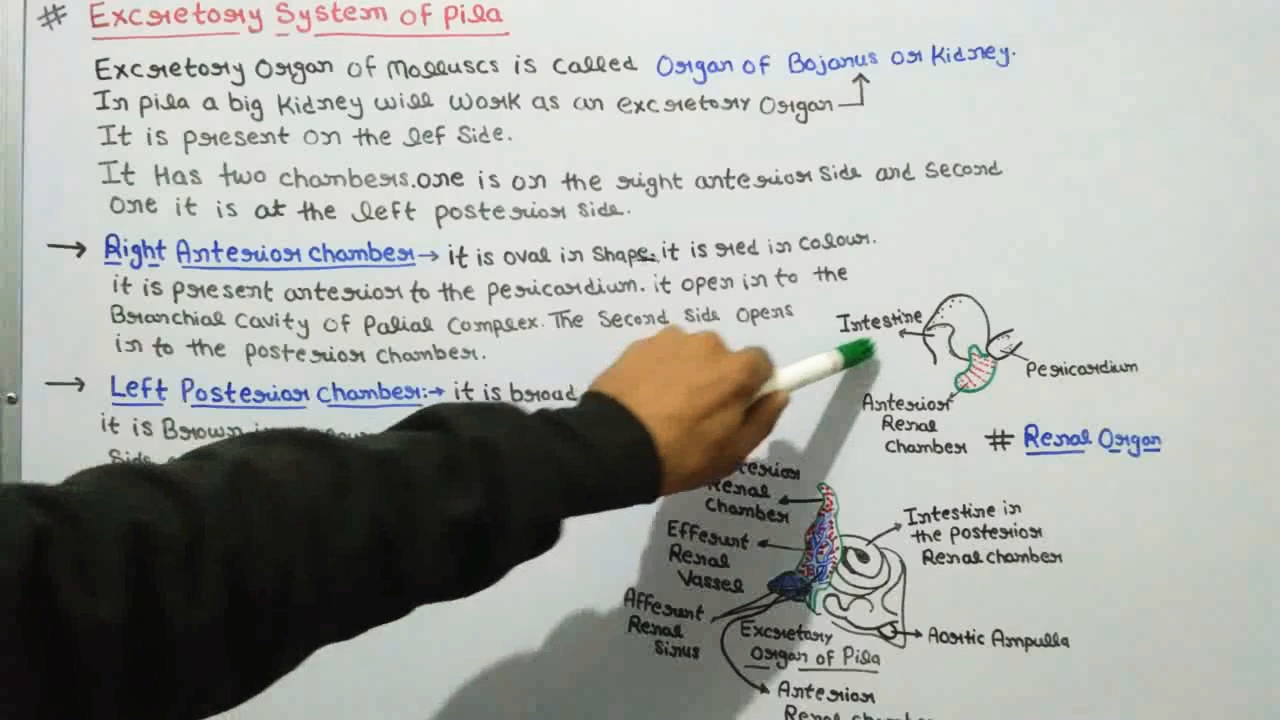 # Excretory System of Pila
Excretory Organ of Molluscs is called Organ of Bojanus or Kidney.
In pila a big Kidney will work as an excretory Organ
It is present on the lef Side.
It Has two chambers. one is on the right anterior Side and Second
one it is at the left posterior Side.
→ Right Anterior chamber → it is oval in shape. it is red in colour.
it is present anterior to the pericardium. it open in to the
Branchial Cavity of Palial Complex. The Second Side opens
in to the posterior chamber.
→ Left Posterior chamber:→ it is broad
it is Brown
Side
Intestine
Pericardium
Anterior
Renal
Chamber
# Renal Organ
Renal
Chamber
Efferent
Renal
Vassel
Afferent
Renal
Sinus
Intestine in
the posterior
Renal chamber
Aortic Ampulla
Excretory
Organ of Pila
Anterior
Renal